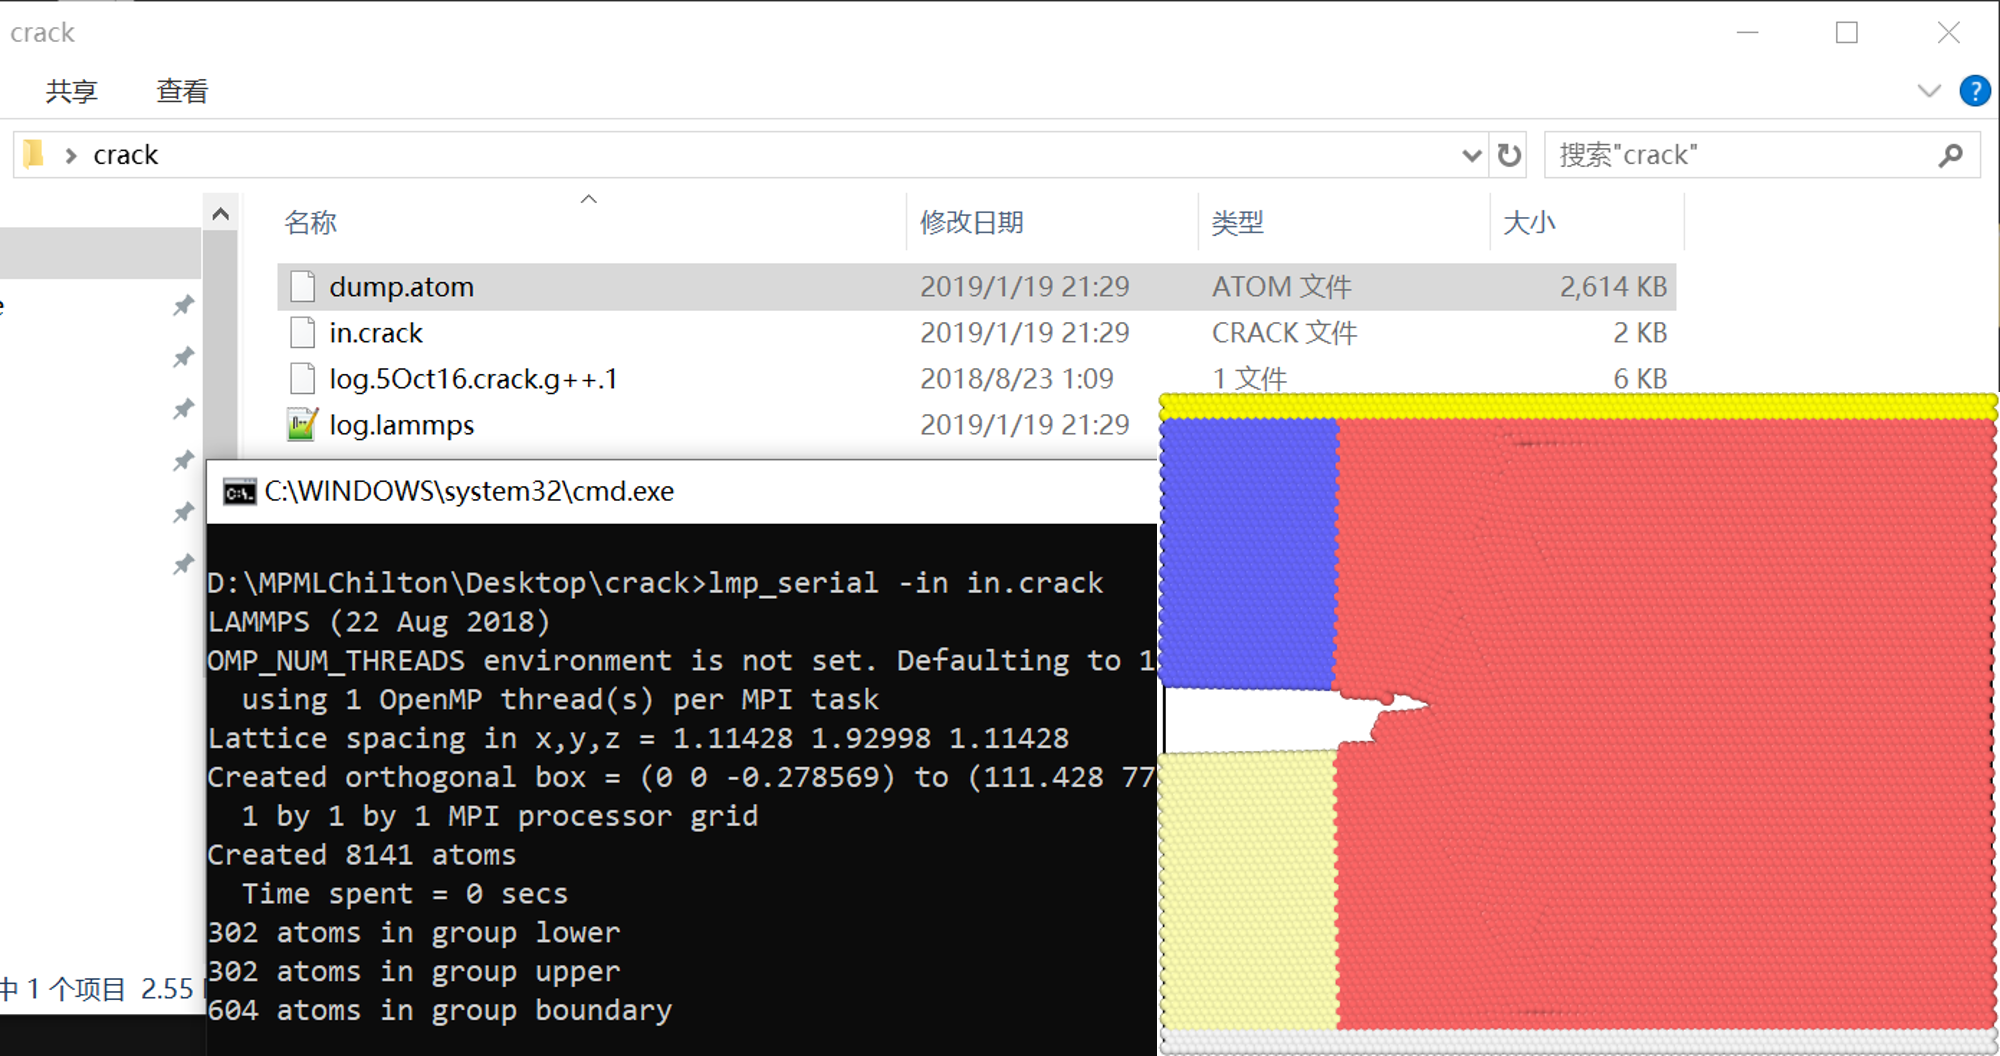 crack
共享 查看
crack 搜索"crack"
名称 修改日期 类型 大小
dump.atom 2019/1/19 21:29 ATOM 文件 2,614 KB
in.crack 2019/1/19 21:29 CRACK 文件 2 KB
log.5Oct16.crack.g++.1 2018/8/23 1:09 1 文件 6 KB
log.lammps 2019/1/19 21:29
C:\WINDOWS\system32\cmd.exe
D:\MPMLChilton\Desktop\crack>lmp_serial -in in.crack
LAMMPS (22 Aug 2018)
OMP_NUM_THREADS environment is not set. Defaulting to 1
using 1 OpenMP thread(s) per MPI task
Lattice spacing in x,y,z = 1.11428 1.92998 1.11428
Created orthogonal box = (0 0 -0.278569) to (111.428 77
1 by 1 by 1 MPI processor grid
Created 8141 atoms
Time spent = 0 secs
302 atoms in group lower
302 atoms in group upper
604 atoms in group boundary
中 1 个项目 2.55